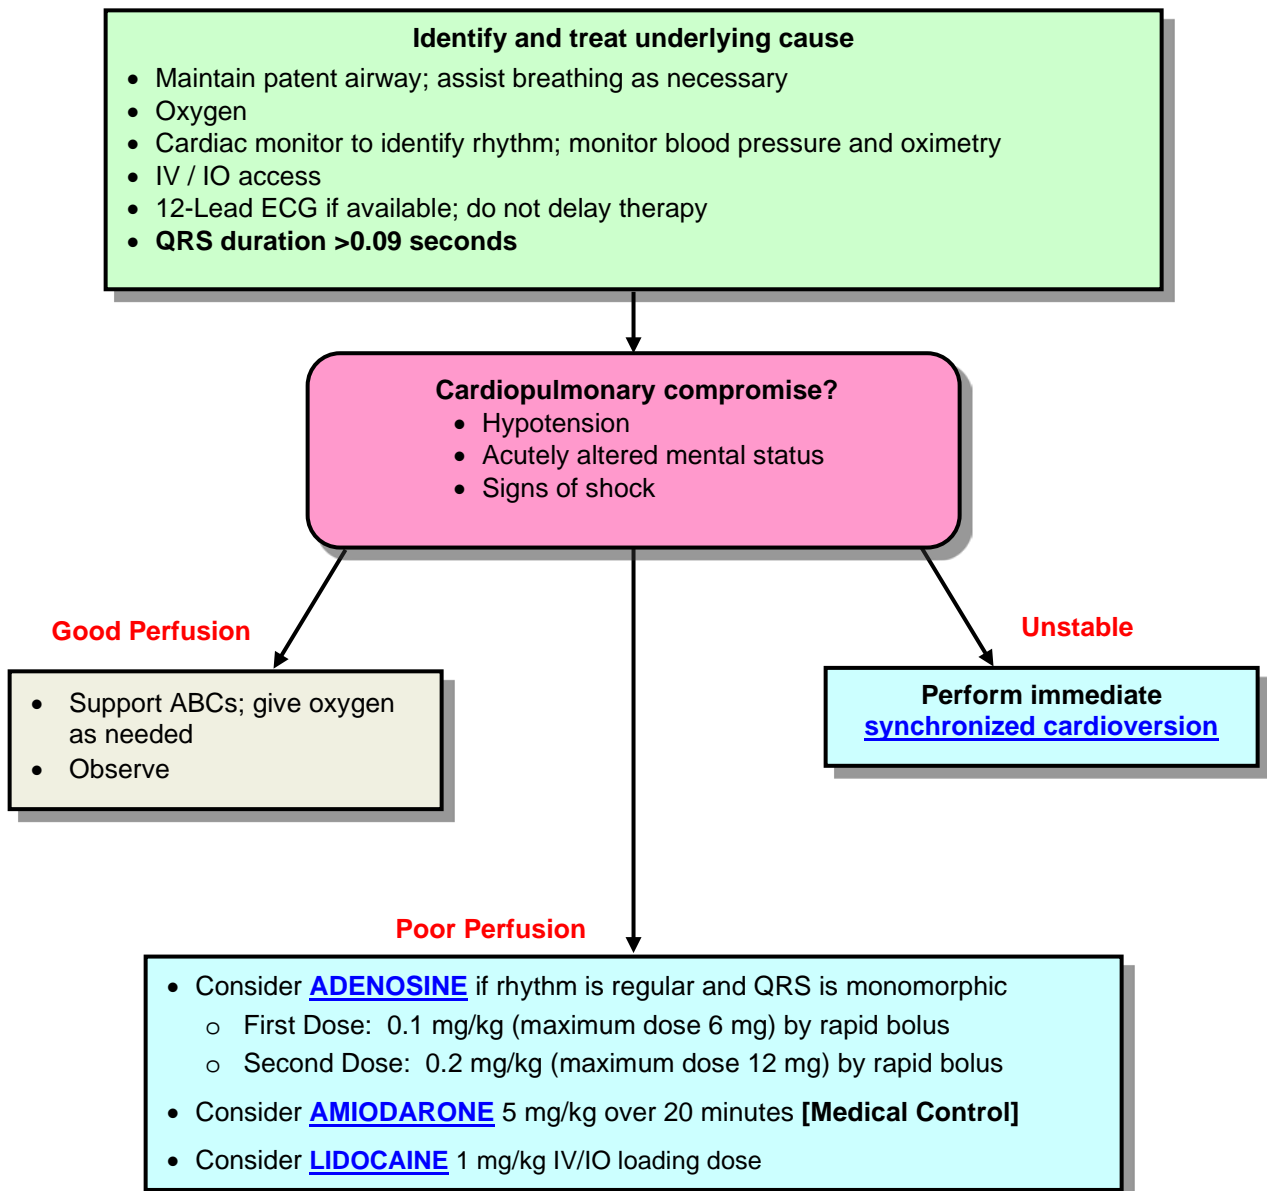 Identify and treat underlying cause
• Maintain patent airway; assist breathing as necessary
• Oxygen
• Cardiac monitor to identify rhythm; monitor blood pressure and oximetry
• IV / IO access
• 12-Lead ECG if available; do not delay therapy
• QRS duration >0.09 seconds
Cardiopulmonary compromise?
• Hypotension
• Acutely altered mental status
• Signs of shock
Good Perfusion
Unstable
• Support ABCs; give oxygen
as needed
• Observe
Perform immediate
synchronized cardioversion
Poor Perfusion
• Consider ADENOSINE if rhythm is regular and QRS is monomorphic
o First Dose: 0.1 mg/kg (maximum dose 6 mg) by rapid bolus
o Second Dose: 0.2 mg/kg (maximum dose 12 mg) by rapid bolus
• Consider AMIODARONE 5 mg/kg over 20 minutes [Medical Control]
• Consider LIDOCAINE 1 mg/kg IV/IO loading dose